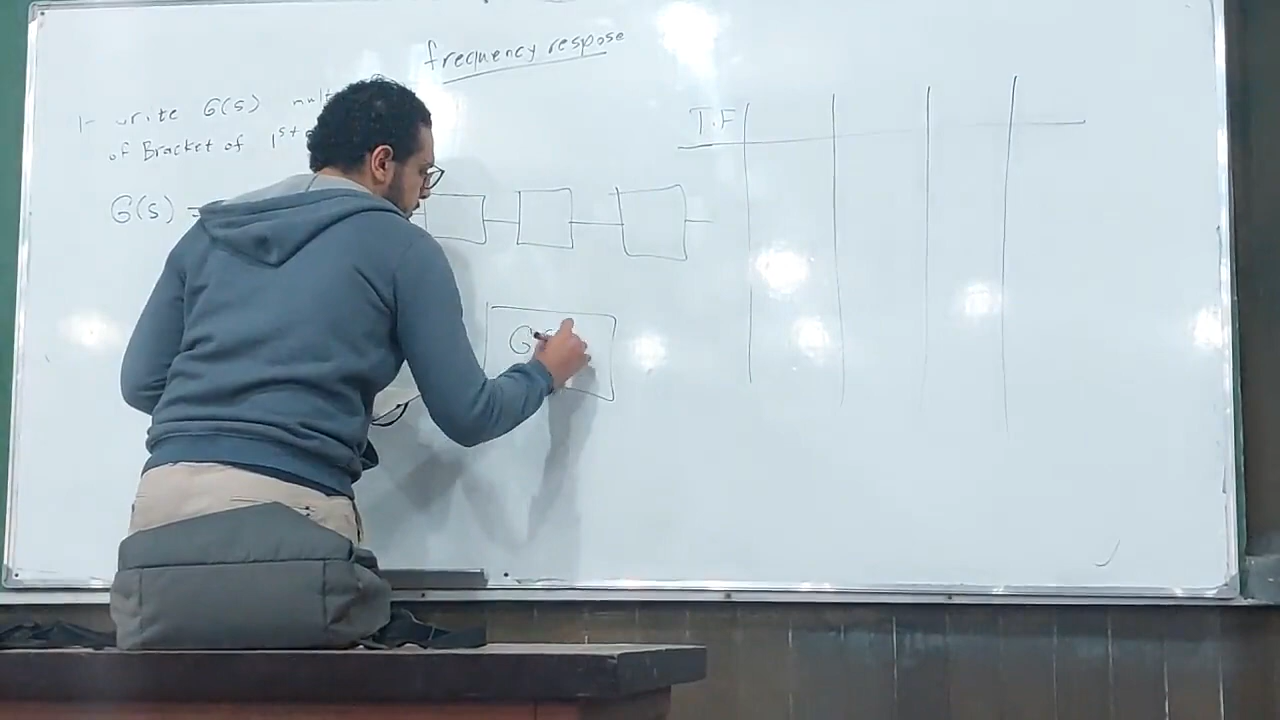 frequency respose
1- write G(s)
of Bracket of 1st
G(s) =
T.F
G